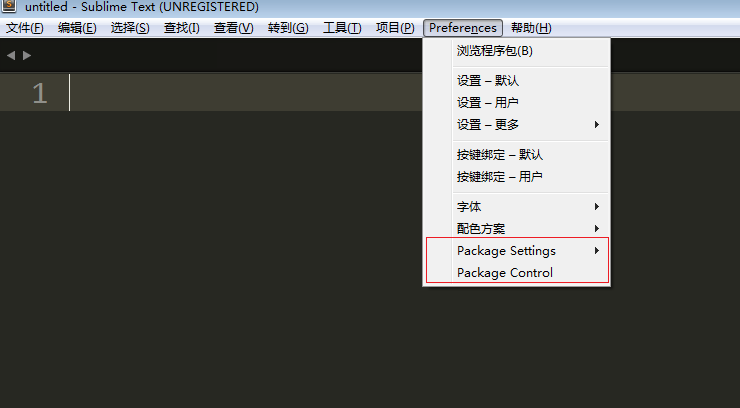 untitled - Sublime Text (UNREGISTERED)
文件(F) 编辑(E) 选择(S) 查找(I) 查看(V) 转到(G) 工具(T) 项目(P) Preferences 帮助(H)
浏览程序包(B)
设置 – 默认
设置 – 用户
设置 – 更多
按键绑定 – 默认
按键绑定 – 用户
字体
配色方案
Package Settings
Package Control
1